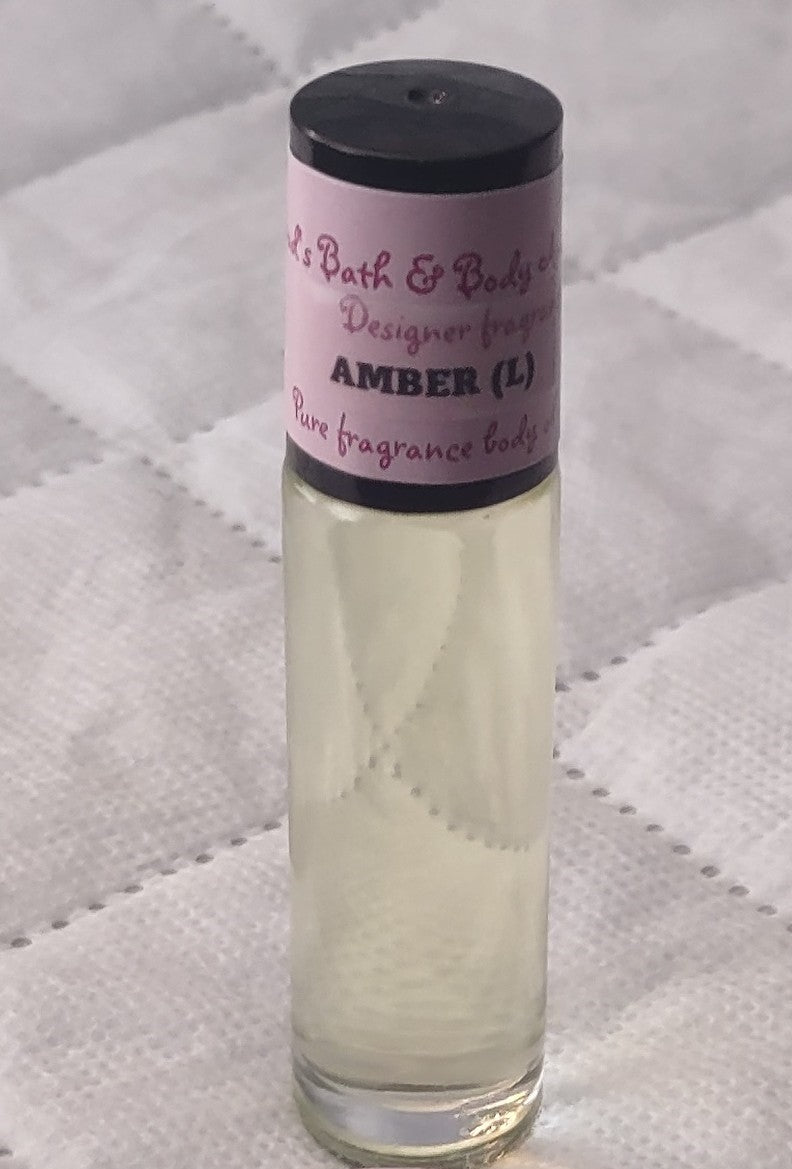 Bath & Body
Designer
AMBER (L)
Pure fragrance body